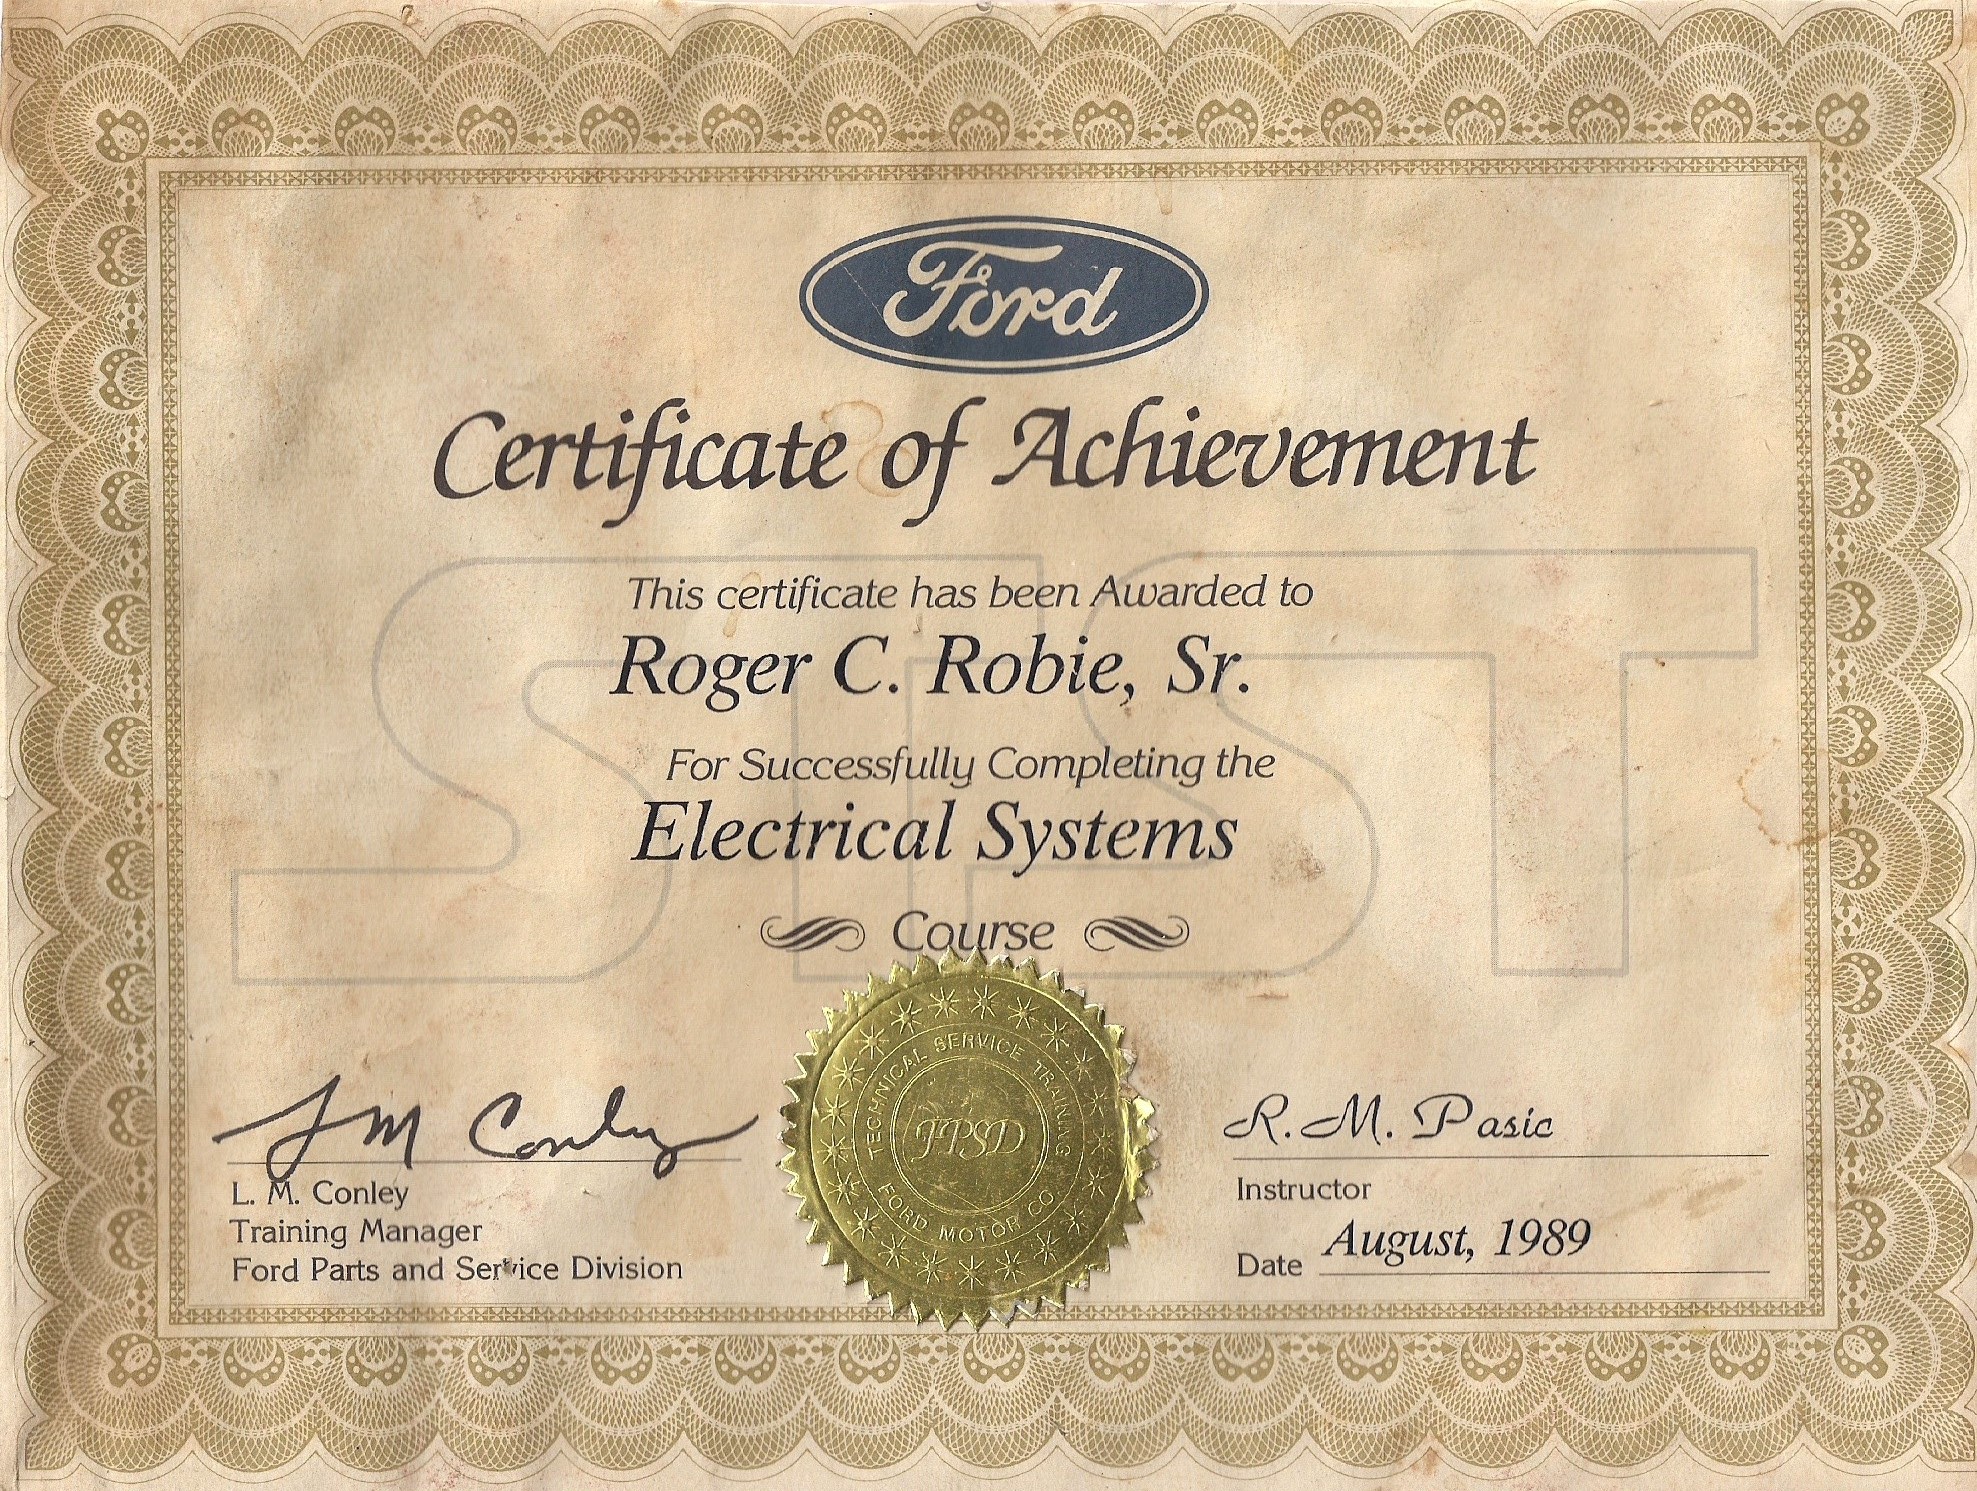 Ford
Certificate of Achievement
This certificate has been Awarded to
Roger C. Robie, Sr.
For Successfully Completing the
Electrical Systems
Course
TECHNICAL SERVICE TRAINING
FPSD
FORD MOTOR CO.
L M Conley
L. M. Conley
Training Manager
Ford Parts and Service Division
R. M. Pasic
Instructor
Date August, 1989